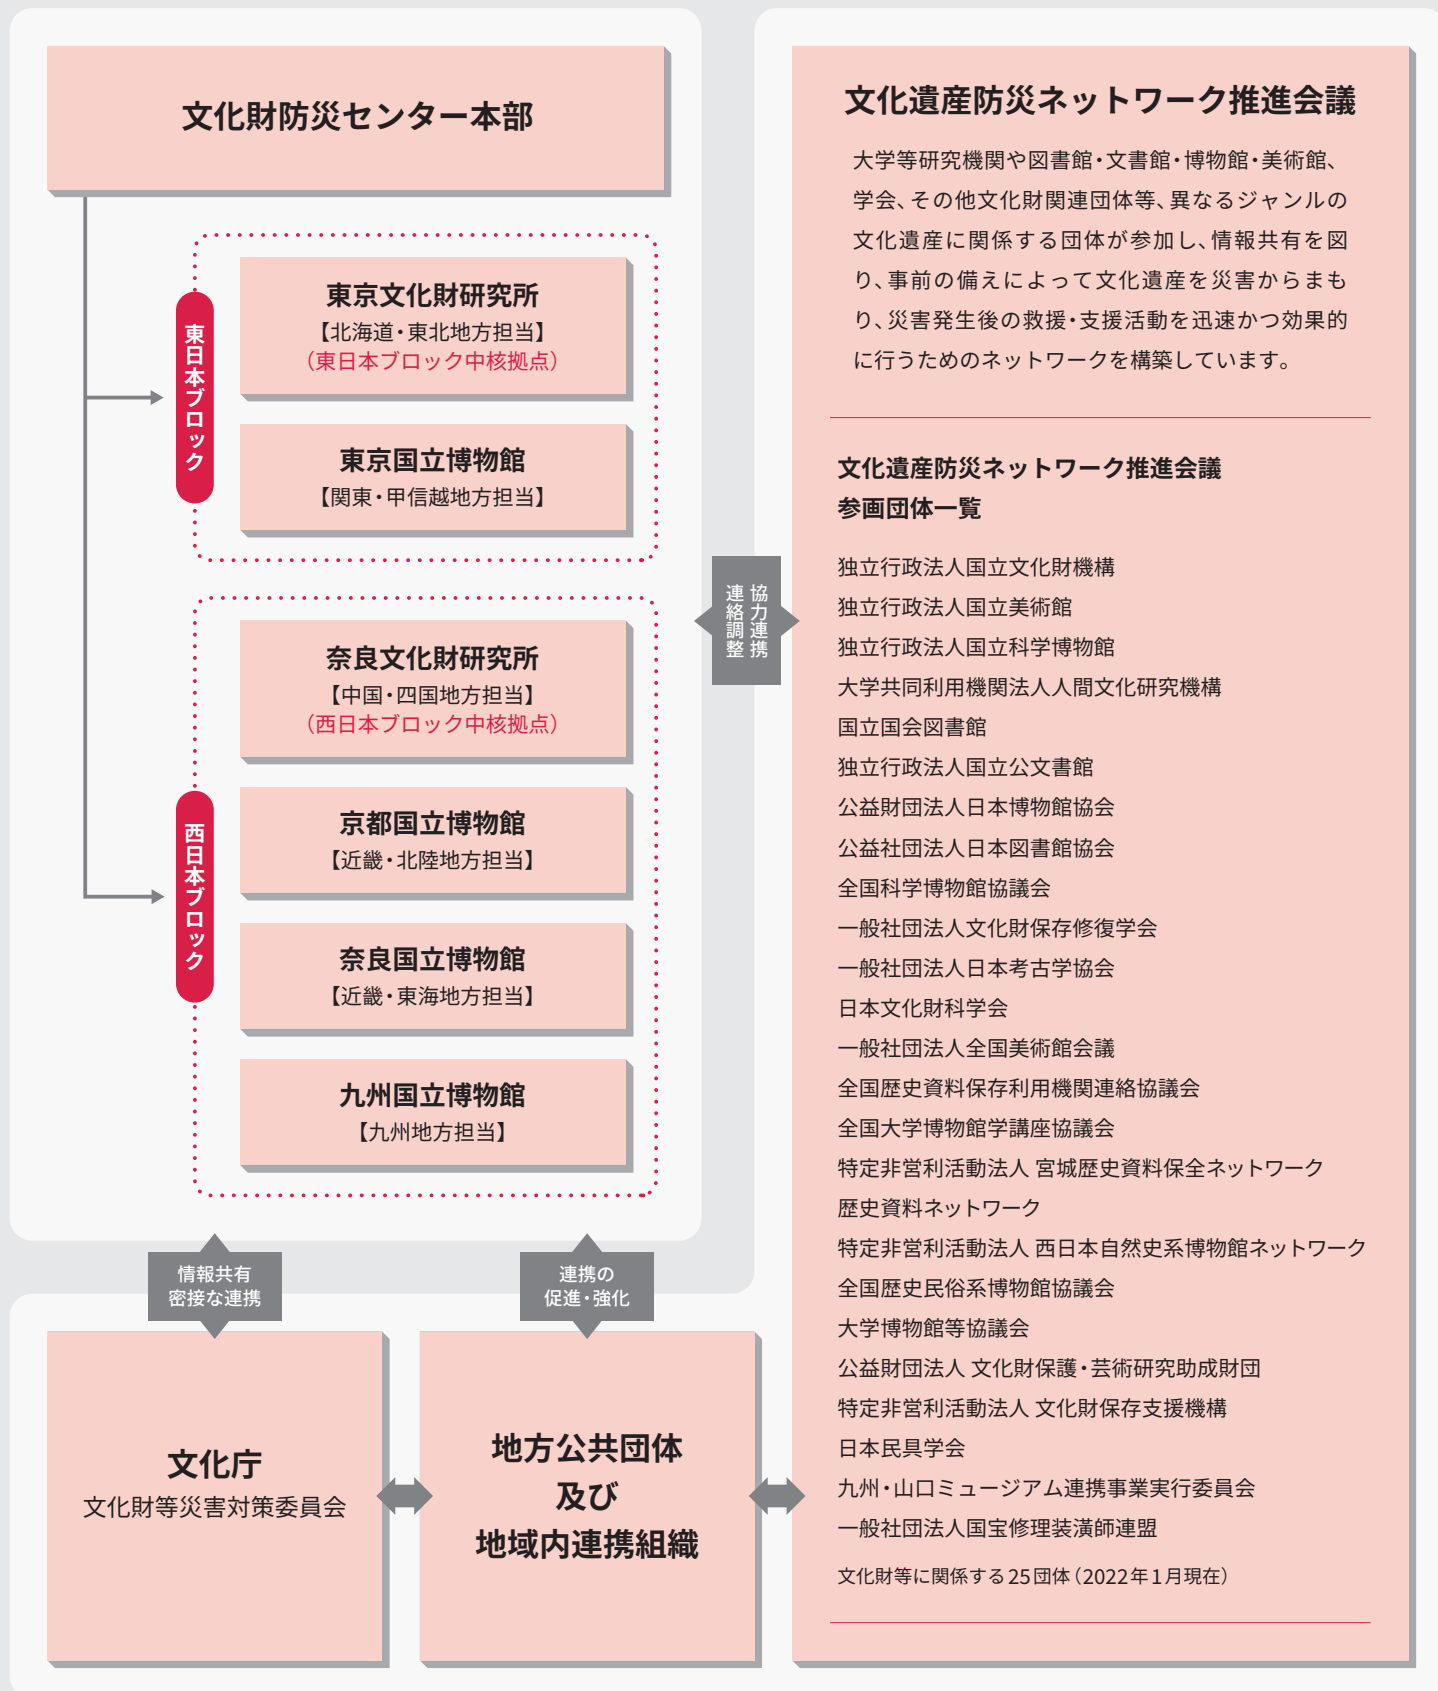 文化財防災センター本部
東日本ブロック
東京文化財研究所
【北海道・東北地方担当】
（東日本ブロック中核拠点）
東京国立博物館
【関東・甲信越地方担当】
西日本ブロック
奈良文化財研究所
【中国・四国地方担当】
（西日本ブロック中核拠点）
京都国立博物館
【近畿・北陸地方担当】
奈良国立博物館
【近畿・東海地方担当】
九州国立博物館
【九州地方担当】
協力連携
連絡調整
情報共有
密接な連携
連携の
促進・強化
文化庁
文化財等災害対策委員会
地方公共団体
及び
地域内連携組織
文化遺産防災ネットワーク推進会議
大学等研究機関や図書館・文書館・博物館・美術館、
学会、その他文化財関連団体等、異なるジャンルの
文化遺産に関係する団体が参加し、情報共有を図
り、事前の備えによって文化遺産を災害からまも
り、災害発生後の救援・支援活動を迅速かつ効果的
に行うためのネットワークを構築しています。
文化遺産防災ネットワーク推進会議
参画団体一覧
独立行政法人国立文化財機構
独立行政法人国立美術館
独立行政法人国立科学博物館
大学共同利用機関法人人間文化研究機構
国立国会図書館
独立行政法人国立公文書館
公益財団法人日本博物館協会
公益社団法人日本図書館協会
全国科学博物館協議会
一般社団法人文化財保存修復学会
一般社団法人日本考古学協会
日本文化財科学会
一般社団法人全国美術館会議
全国歴史資料保存利用機関連絡協議会
全国大学博物館学講座協議会
特定非営利活動法人 宮城歴史資料保全ネットワーク
歴史資料ネットワーク
特定非営利活動法人 西日本自然史系博物館ネットワーク
全国歴史民俗系博物館協議会
大学博物館等協議会
公益財団法人 文化財保護・芸術研究助成財団
特定非営利活動法人 文化財保存支援機構
日本民具学会
九州・山口ミュージアム連携事業実行委員会
一般社団法人国宝修理装潢師連盟
文化財等に関係する25団体（2022年1月現在）